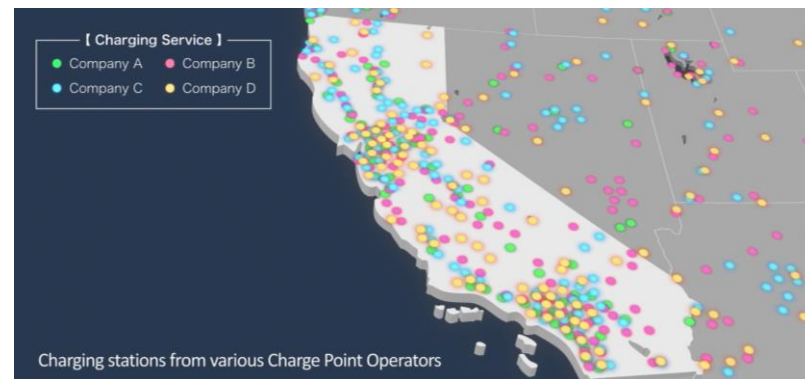 【 Charging Service 】
Company A Company B
Company C Company D
Charging stations from various Charge Point Operators